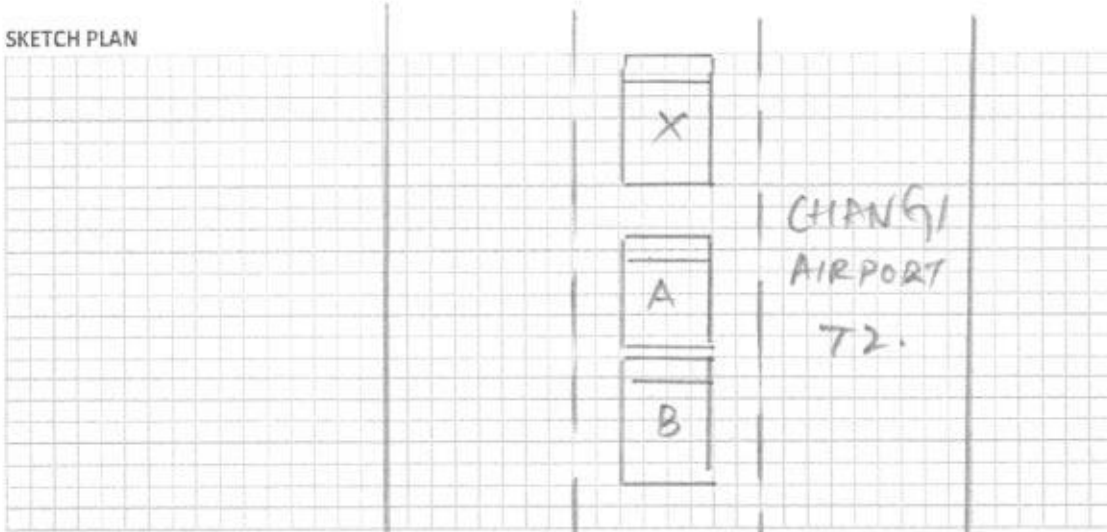 SKETCH PLAN
X
CHANGI
AIRPORT
A
T2.
B